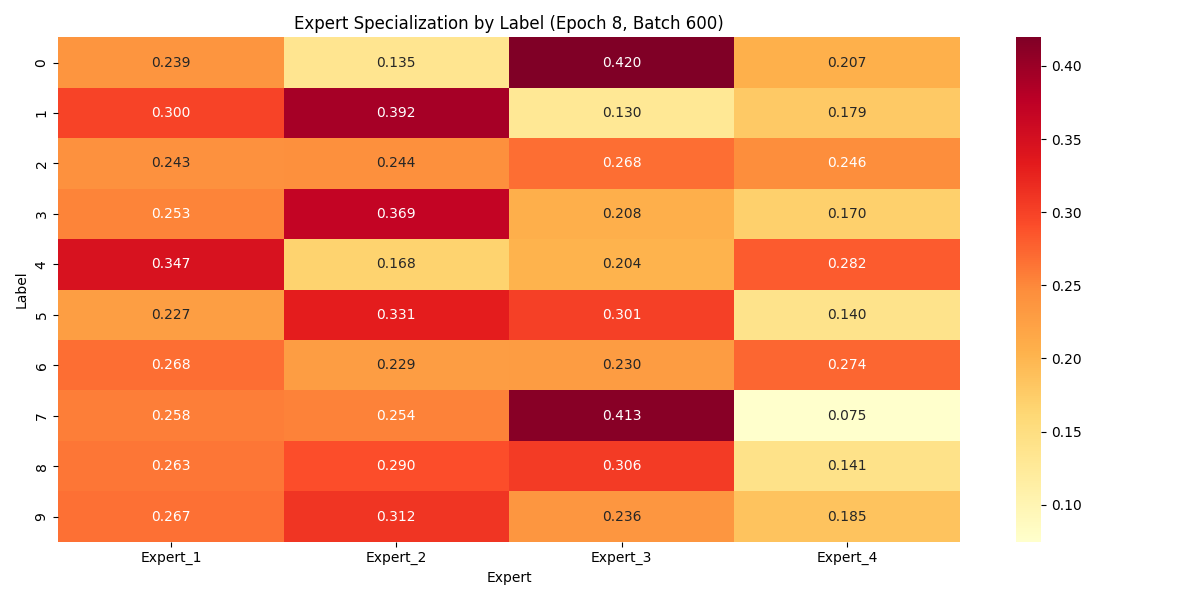 Expert Specialization by Label (Epoch 8, Batch 600)
0 0.239 0.135 0.420 0.207
1 0.300 0.392 0.130 0.179
2 0.243 0.244 0.268 0.246
3 0.253 0.369 0.208 0.170
4 0.347 0.168 0.204 0.282
5 0.227 0.331 0.301 0.140
6 0.268 0.229 0.230 0.274
7 0.258 0.254 0.413 0.075
8 0.263 0.290 0.306 0.141
9 0.267 0.312 0.236 0.185
Label
Expert_1 Expert_2 Expert_3 Expert_4
Expert
0.40
0.35
0.30
0.25
0.20
0.15
0.10